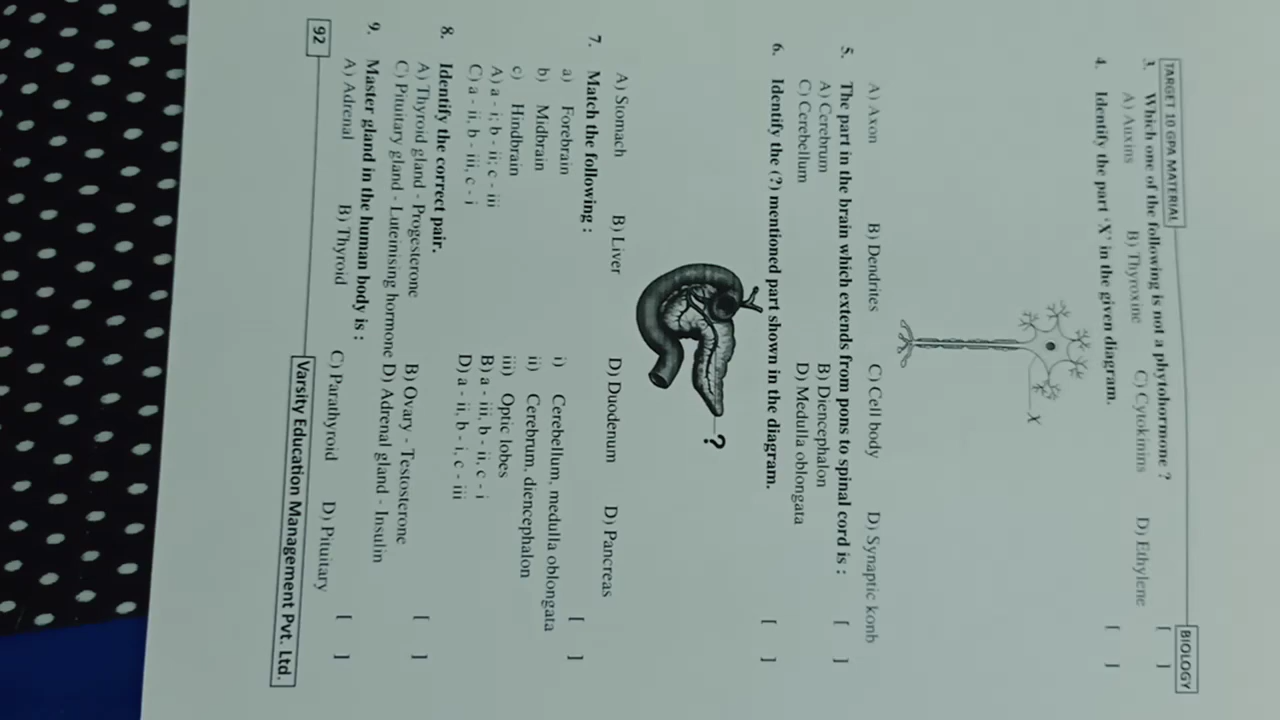 TARGET 10 GPA MATERIAL
BIOLOGY
3. Which one of the following is not a phytohormone ? [ ]
A) Auxins B) Thyroxine C) Cytokinins D) Ethylene
4. Identify the part 'X' in the given diagram. [ ]
X
A) Axon B) Dendrites C) Cell body D) Synaptic konb
5. The part in the brain which extends from pons to spinal cord is : [ ]
A) Cerebrum B) Diencephalon
C) Cerebellum D) Medulla oblongata
6. Identify the (?) mentioned part shown in the diagram. [ ]
?
A) Stomach B) Liver D) Duodenum D) Pancreas
7. Match the following : [ ]
a) Forebrain i) Cerebellum, medulla oblongata
b) Midbrain ii) Cerebrum, diencephalon
c) Hindbrain iii) Optic lobes
A) a - i; b - ii; c - iii B) a - iii, b - ii, c - i
C) a - ii, b - iii, c - i D) a - ii, b - i, c - iii
8. Identify the correct pair. [ ]
A) Thyroid gland - Progesterone B) Ovary - Testosterone
C) Pituitary gland - Luteinising hormone D) Adrenal gland - Insulin
9. Master gland in the human body is : [ ]
A) Adrenal B) Thyroid C) Parathyroid D) Pituitary
92
Varsity Education Management Pvt. Ltd.